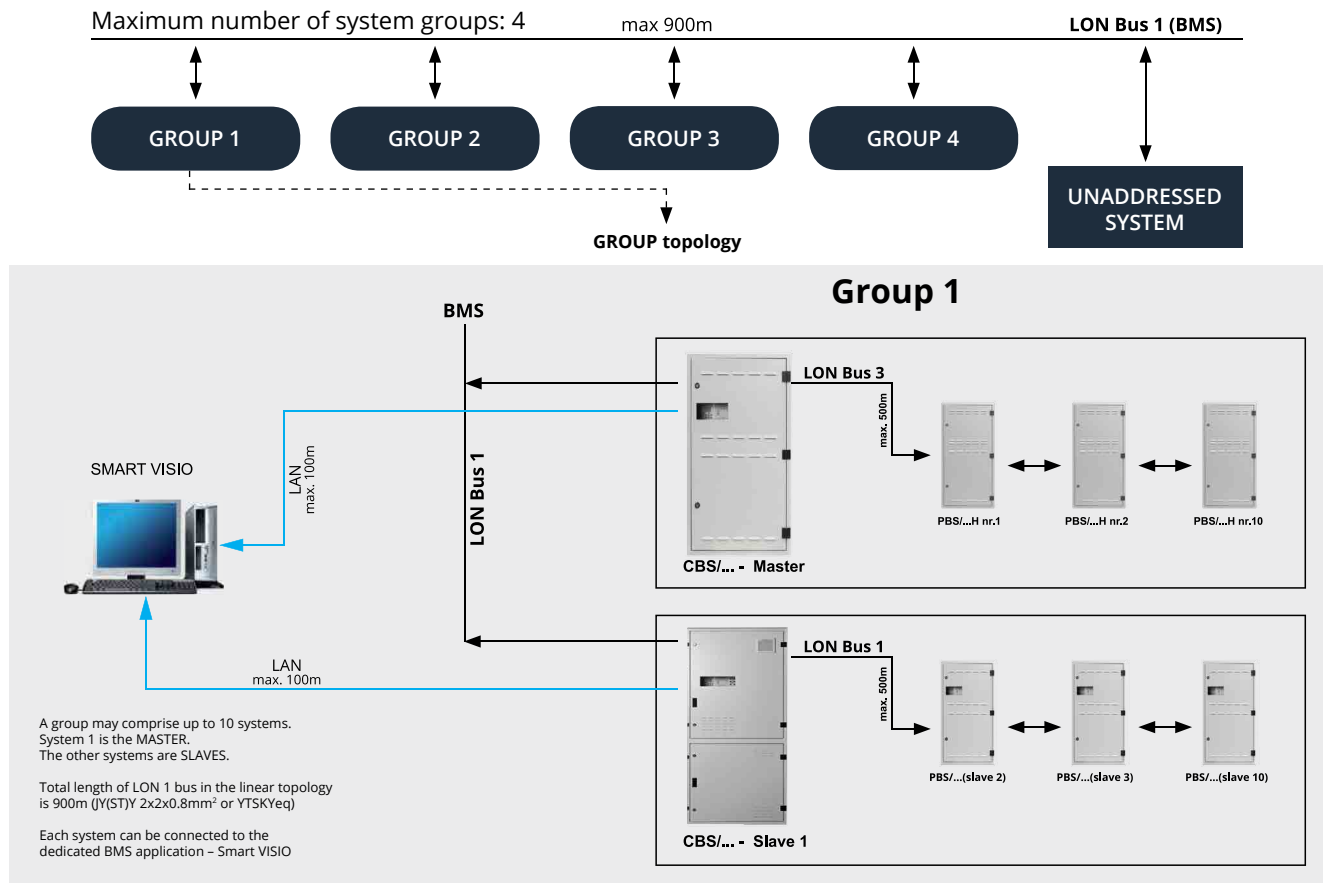 Maximum number of system groups: 4
max 900m
LON Bus 1 (BMS)
GROUP 1
GROUP 2
GROUP 3
GROUP 4
UNADDRESSED
SYSTEM
GROUP topology
Group 1
BMS
LON Bus 3
max. 500m
SMART VISIO
LAN
max. 100m
LON Bus 1
PBS/...H nr.1
PBS/...H nr.2
PBS/...H nr.10
CBS/... - Master
LON Bus 1
max. 500m
LAN
max. 100m
PBS/...(slave 2)
PBS/...(slave 3)
PBS/...(slave 10)
CBS/... - Slave 1
A group may comprise up to 10 systems.
System 1 is the MASTER.
The other systems are SLAVES.
Total length of LON 1 bus in the linear topology
is 900m (JY(ST)Y 2x2x0.8mm² or YTSKYeq)
Each system can be connected to the
dedicated BMS application – Smart VISIO